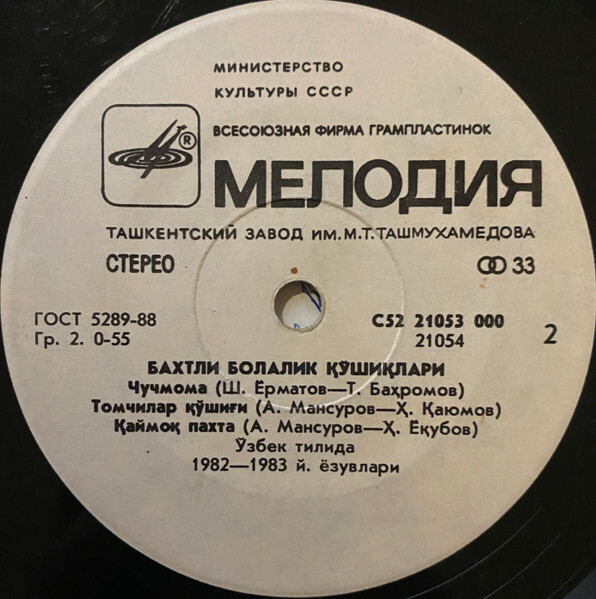 МИНИСТЕРСТВО
КУЛЬТУРЫ СССР
ВСЕСОЮЗНАЯ ФИРМА ГРАМПЛАСТИНОК
®
МЕЛОДИЯ
ТАШКЕНТСКИЙ ЗАВОД ИМ. М.Т. ТАШМУХАМЕДОВА
СТЕРЕО 33
ГОСТ 5289-88 С52 21053 000
Гр. 2. 0-55 21054 2
БАХТЛИ БОЛАЛИК ҚЎШИҚЛАРИ
Чучмома (Ш. Ёрматов—Т. Баҳромов)
Томчилар қўшиғи (А. Мансуров—Ҳ. Қаюмов)
Қаймоқ пахта (А. Мансуров—Ҳ. Ёқубов)
Ўзбек тилида
1982—1983 й. ёзувлари